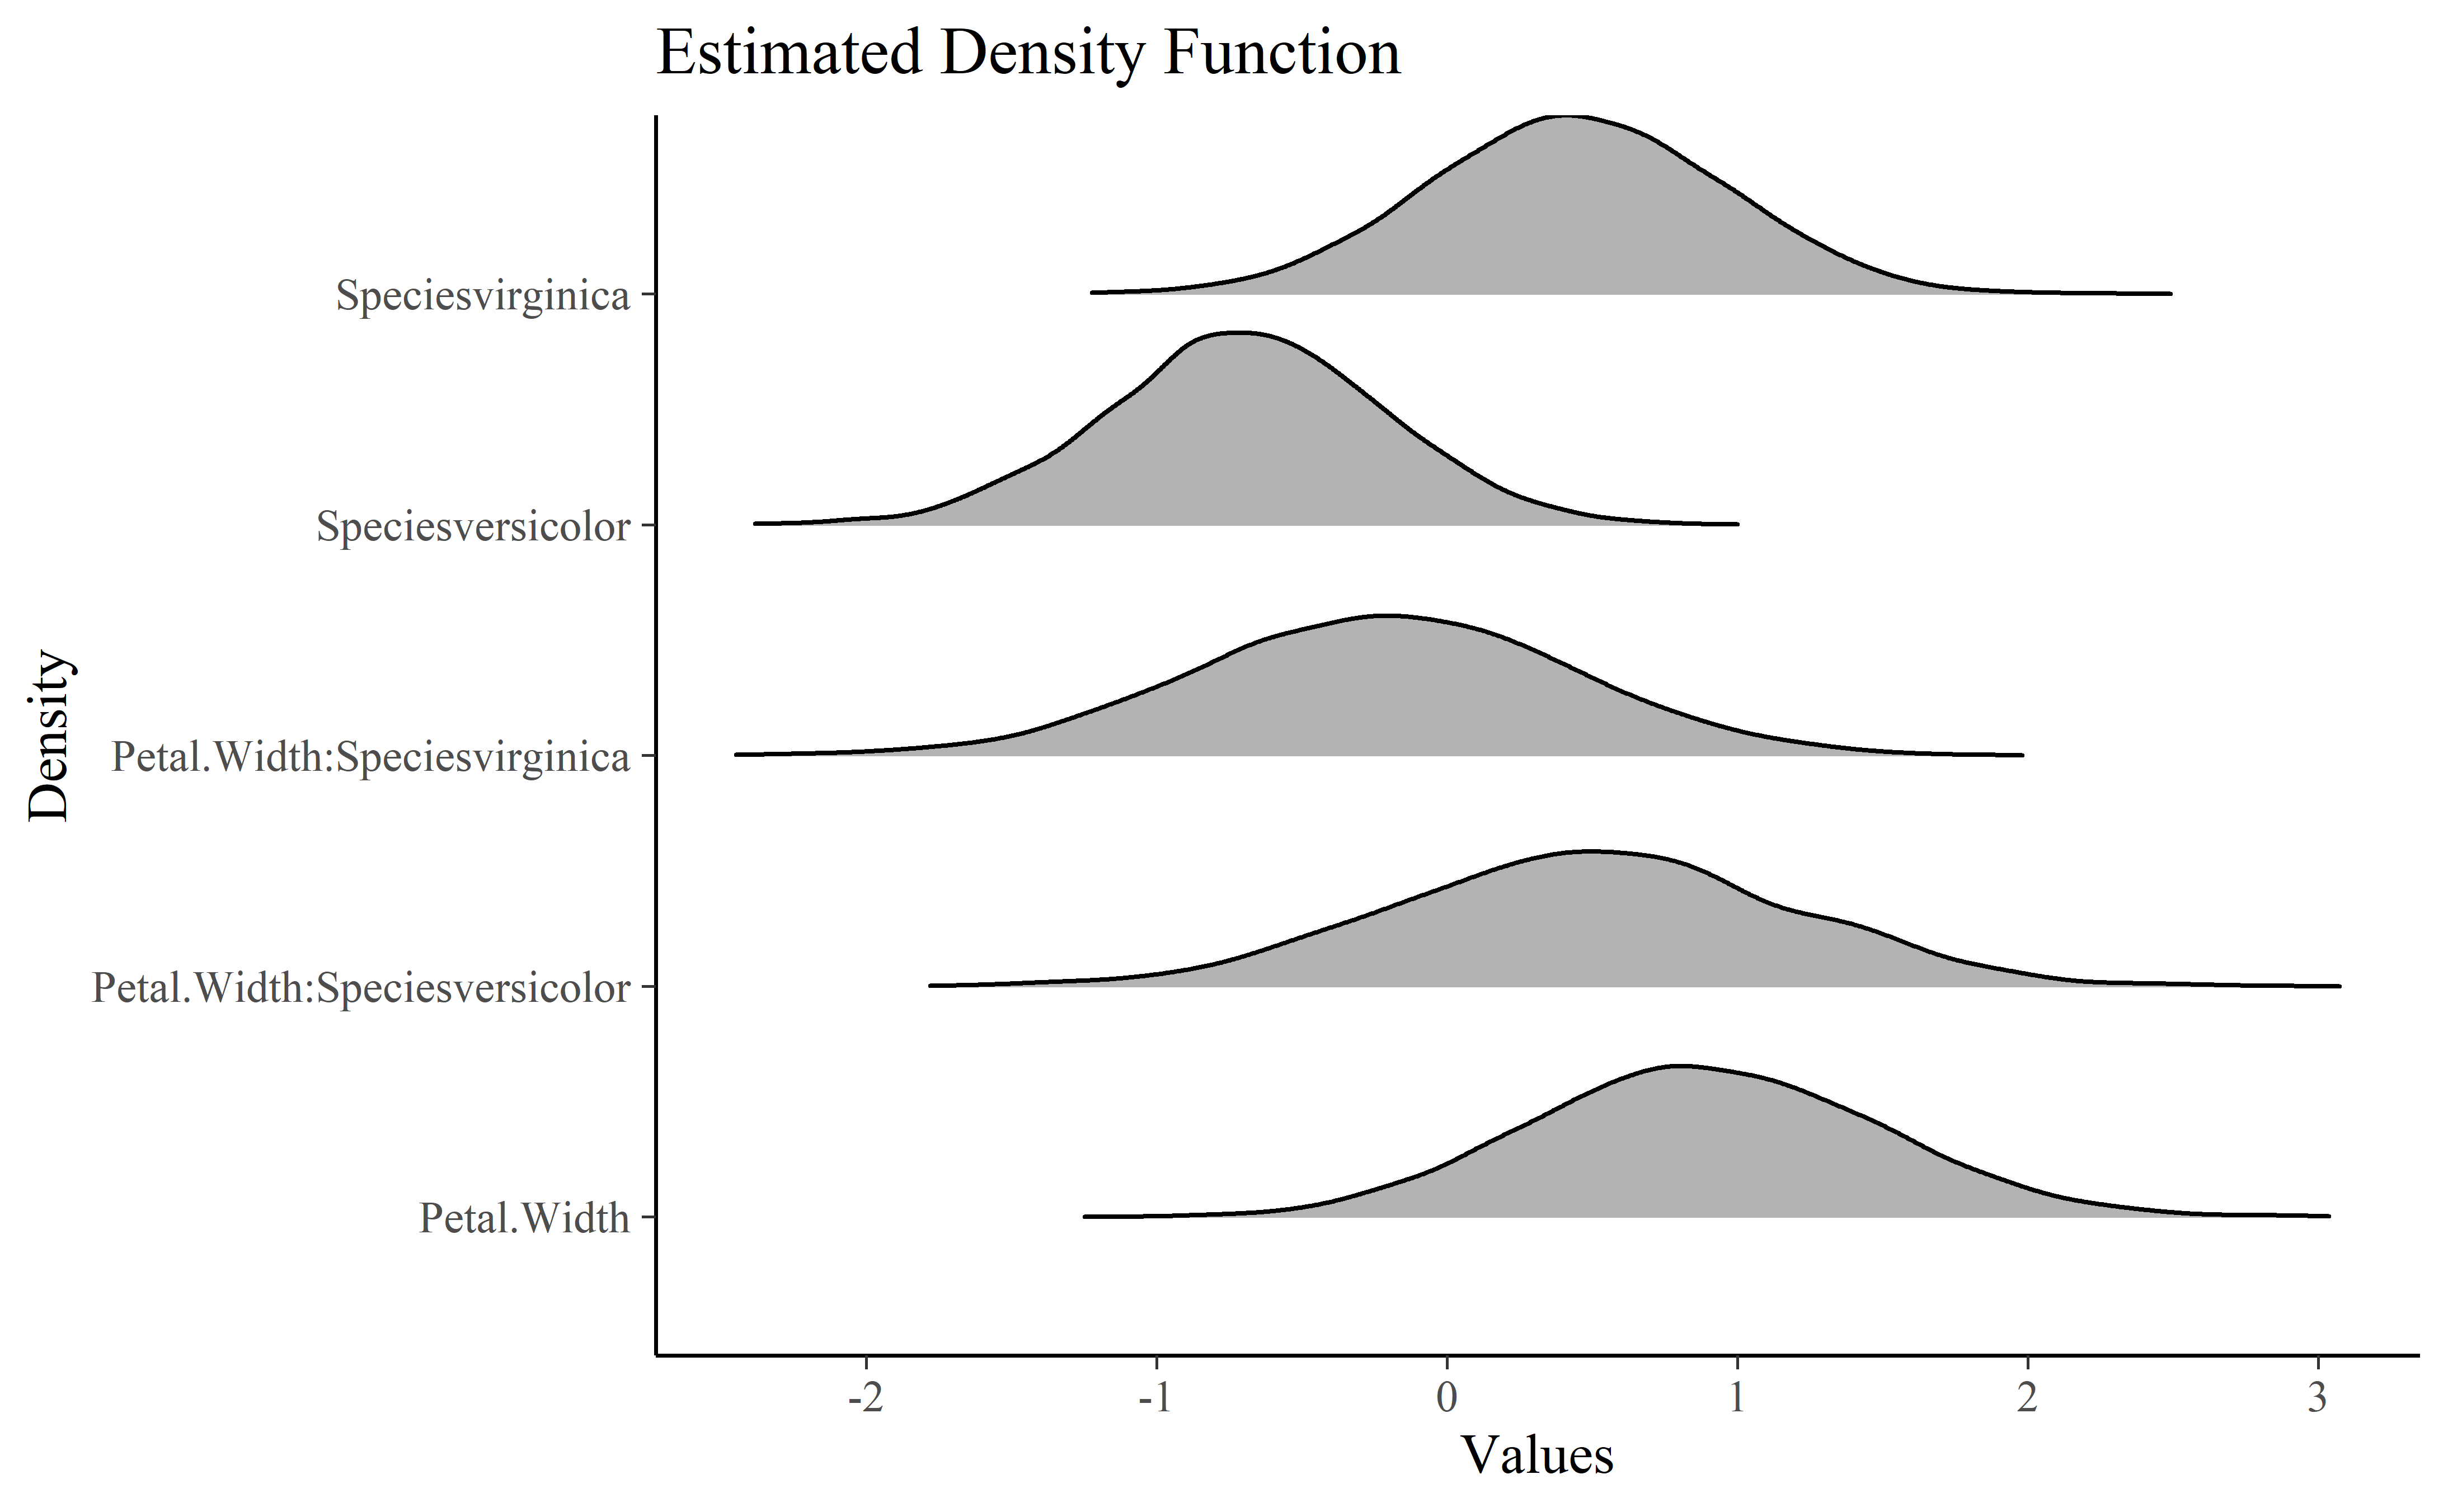 Estimated Density Function
Speciesvirginica
Speciesversicolor
Petal.Width:Speciesvirginica
Density
Petal.Width:Speciesversicolor
Petal.Width
-2 -1 0 1 2 3
Values